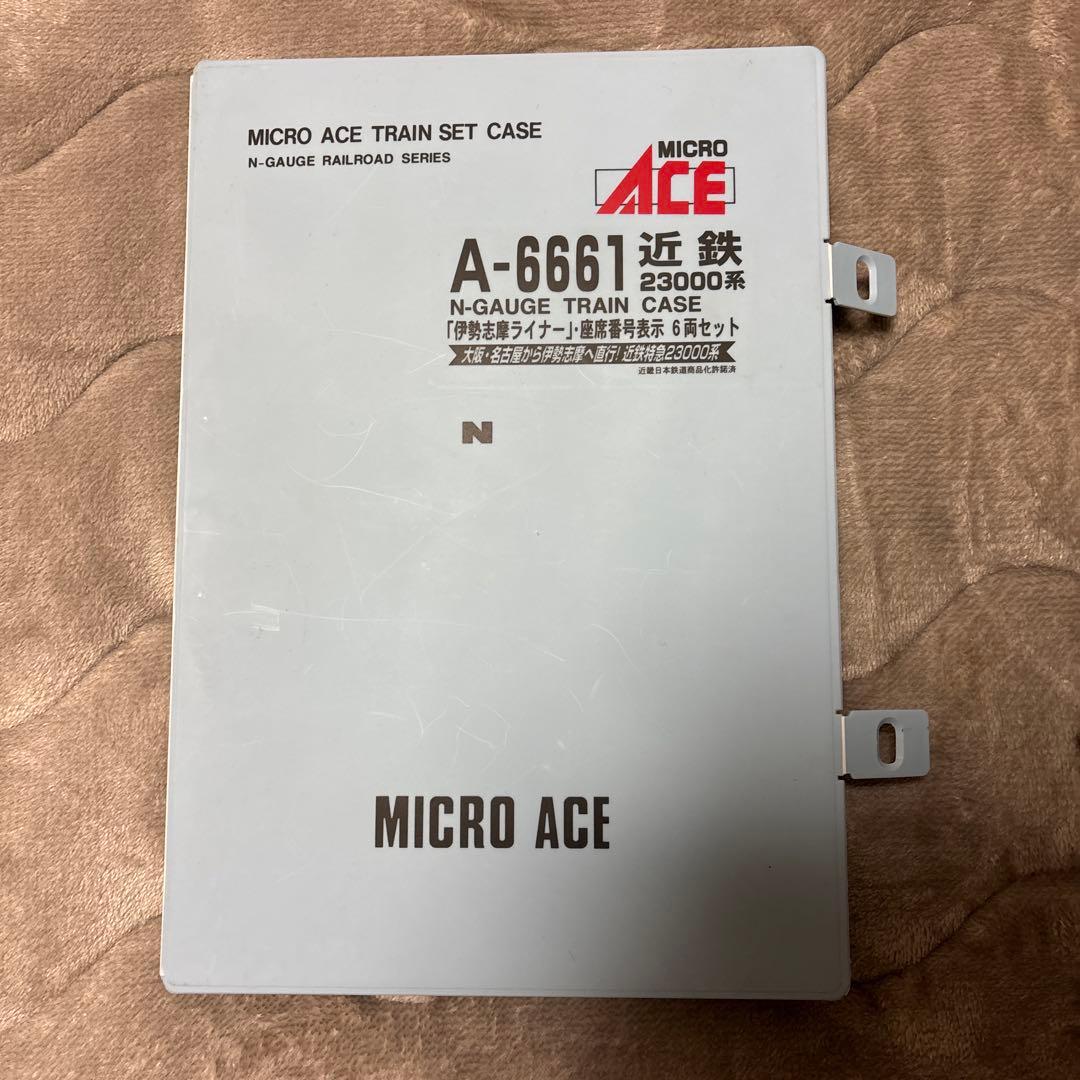 MICRO ACE TRAIN SET CASE
N-GAUGE RAILROAD SERIES
MICRO
ACE
A-6661 近鉄
23000系
N-GAUGE TRAIN CASE
「伊勢志摩ライナー」・座席番号表示 6両セット
大阪・名古屋から伊勢志摩へ直行!近鉄特急23000系
近畿日本鉄道商品化許諾済
N
MICRO ACE